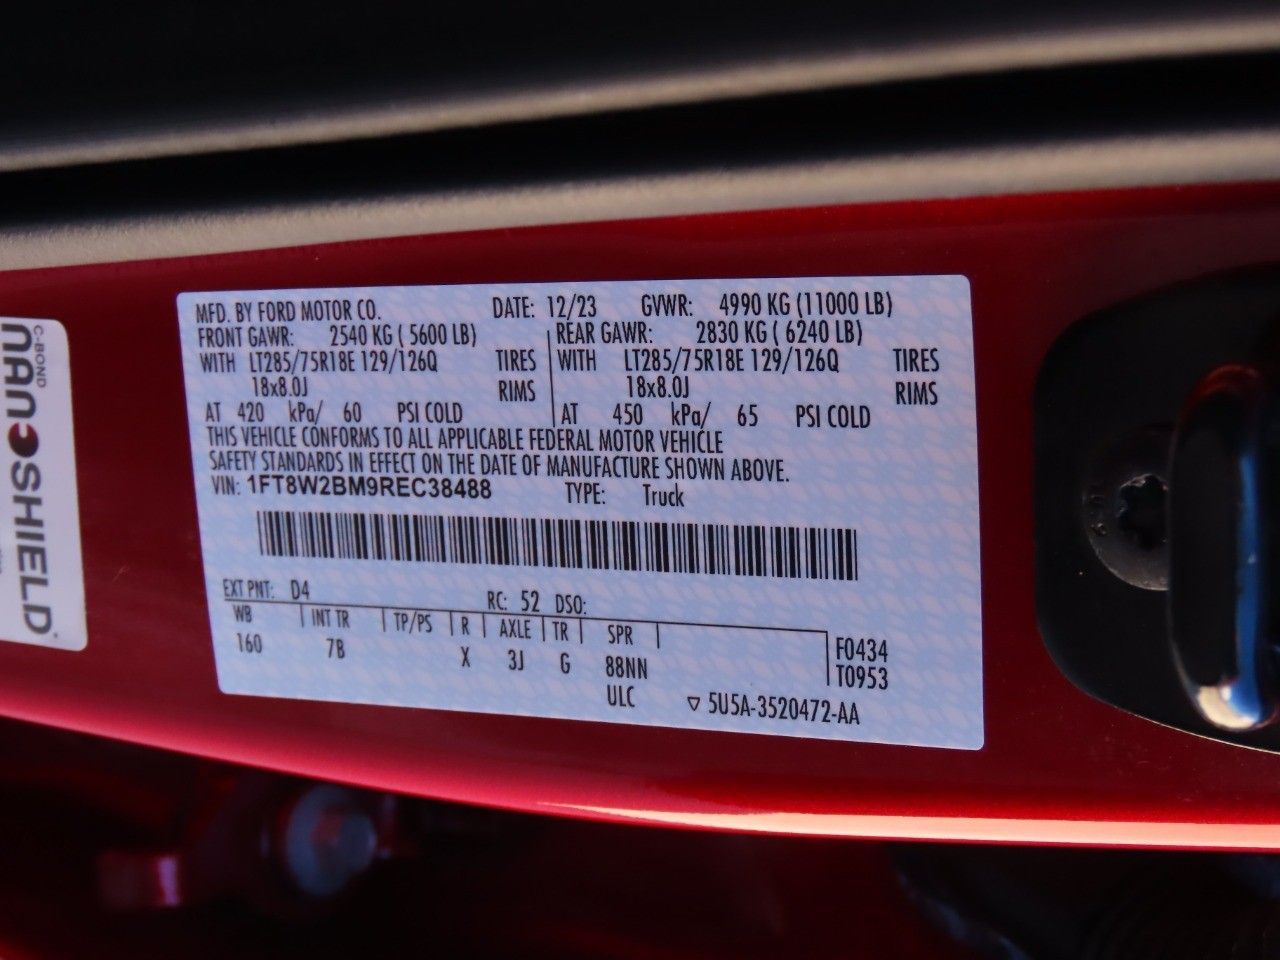 MFD. BY FORD MOTOR CO. DATE: 12/23 GVWR: 4990 KG (11000 LB)
FRONT GAWR: 2540 KG ( 5600 LB) REAR GAWR: 2830 KG ( 6240 LB)
WITH LT285/75R18E 129/126Q TIRES WITH LT285/75R18E 129/126Q TIRES
18x8.0J RIMS 18x8.0J RIMS
AT 420 kPa/ 60 PSI COLD AT 450 kPa/ 65 PSI COLD
THIS VEHICLE CONFORMS TO ALL APPLICABLE FEDERAL MOTOR VEHICLE
SAFETY STANDARDS IN EFFECT ON THE DATE OF MANUFACTURE SHOWN ABOVE.
VIN: 1FT8W2BM9REC38488 TYPE: Truck
EXT PNT: D4 RC: 52 DSO:
WB INT TR TP/PS R AXLE TR SPR
160 7B X 3J G 88NN
ULC
F0434
T0953
5U5A-3520472-AA
C-BOND
NANOSHIELD